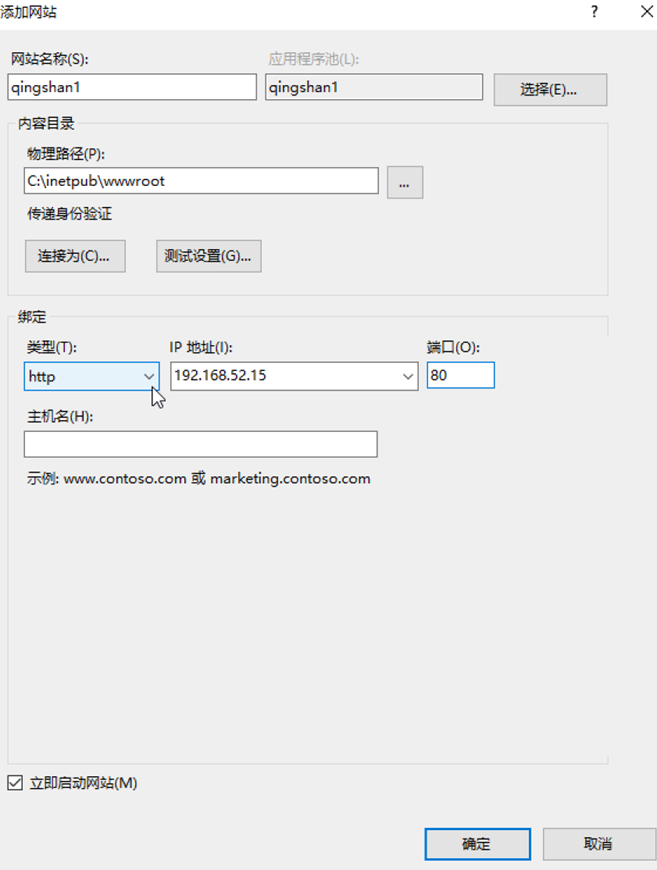 添加网站 ?
网站名称(S): 应用程序池(L):
qingshan1 qingshan1 选择(E)...
内容目录
物理路径(P):
C:\inetpub\wwwroot ...
传递身份验证
连接为(C)... 测试设置(G)...
绑定
类型(T): IP 地址(I): 端口(O):
http 192.168.52.15 80
主机名(H):
示例: www.contoso.com 或 marketing.contoso.com
立即启动网站(M)
确定 取消